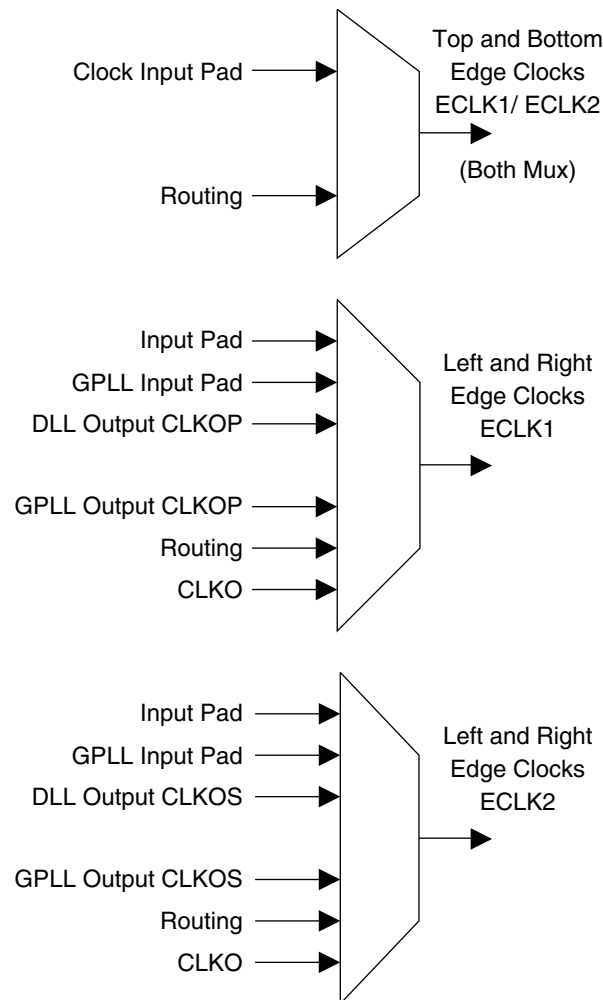 Clock Input Pad
Routing
Top and Bottom
Edge Clocks
ECLK1/ ECLK2
(Both Mux)
Input Pad
GPLL Input Pad
DLL Output CLKOP
GPLL Output CLKOP
Routing
CLKO
Left and Right
Edge Clocks
ECLK1
Input Pad
GPLL Input Pad
DLL Output CLKOS
GPLL Output CLKOS
Routing
CLKO
Left and Right
Edge Clocks
ECLK2